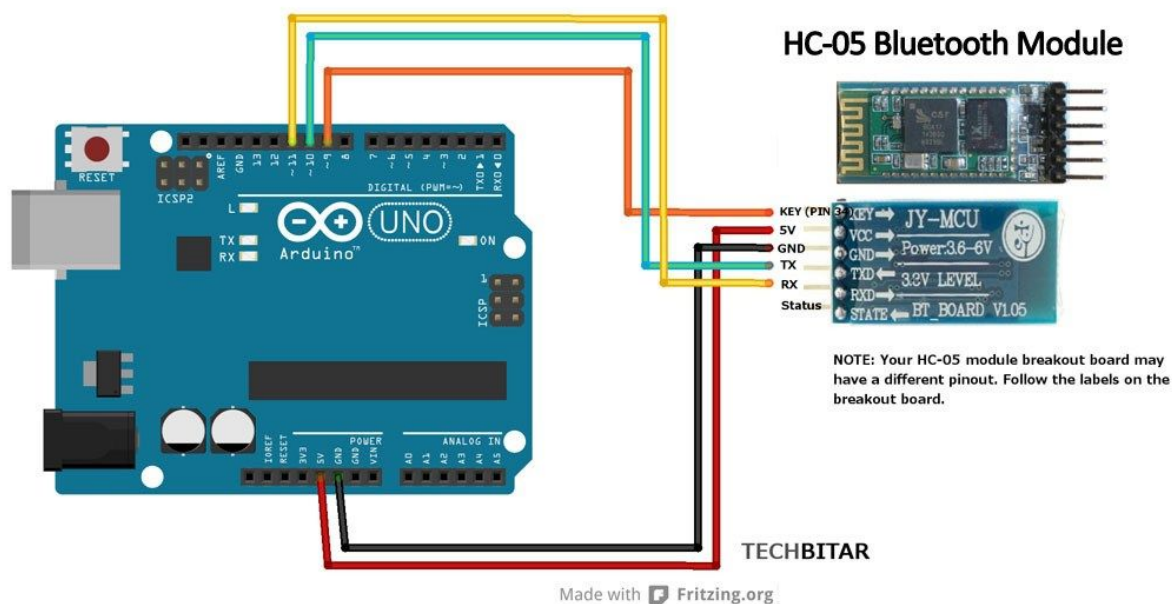 HC-05 Bluetooth Module
RESET
ICSP2
AREF
GND
13
12
~11
~10
~9
8
7
~6
~5
4
~3
2
TXD▶1
RXD◀0
DIGITAL (PWM=~)
L
TX
RX
Arduino™
UNO
ON
1
ICSP
KEY (PIN 34)
5V
GND
TX
RX
Status
KEY
VCC
GND
TXD
RXD
STATE
JY-MCU
Power:3.6-6V
3.3V LEVEL
BT_BOARD V1.05
NOTE: Your HC-05 module breakout board may
have a different pinout. Follow the labels on the
breakout board.
POWER
ANALOG IN
IOREF
RESET
3V3
5V
GND
GND
VIN
A0
A1
A2
A3
A4
A5
TECHBITAR
Made with Fritzing.org